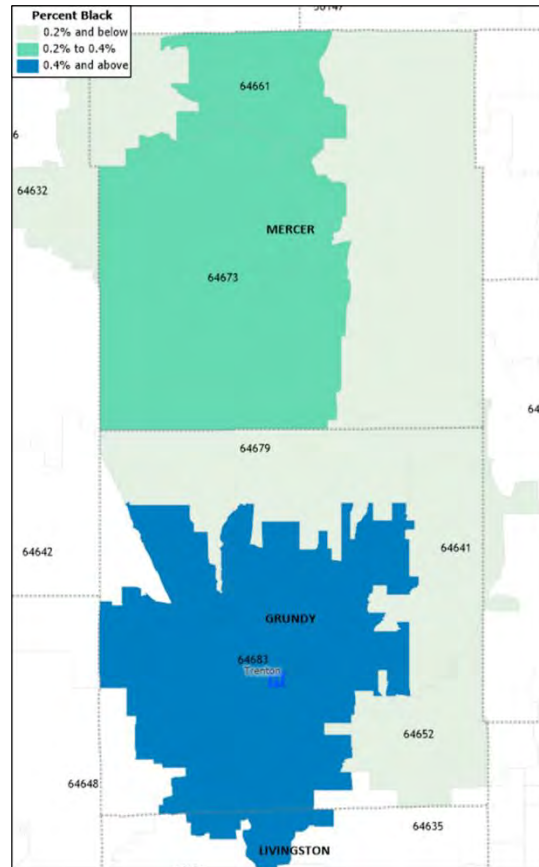 Percent Black
0.2% and below
0.2% to 0.4%
0.4% and above
64661
64632
MERCER
64673
64679
64642
64641
GRUNDY
64683
Trenton
64652
64648
64635
LIVINGSTON